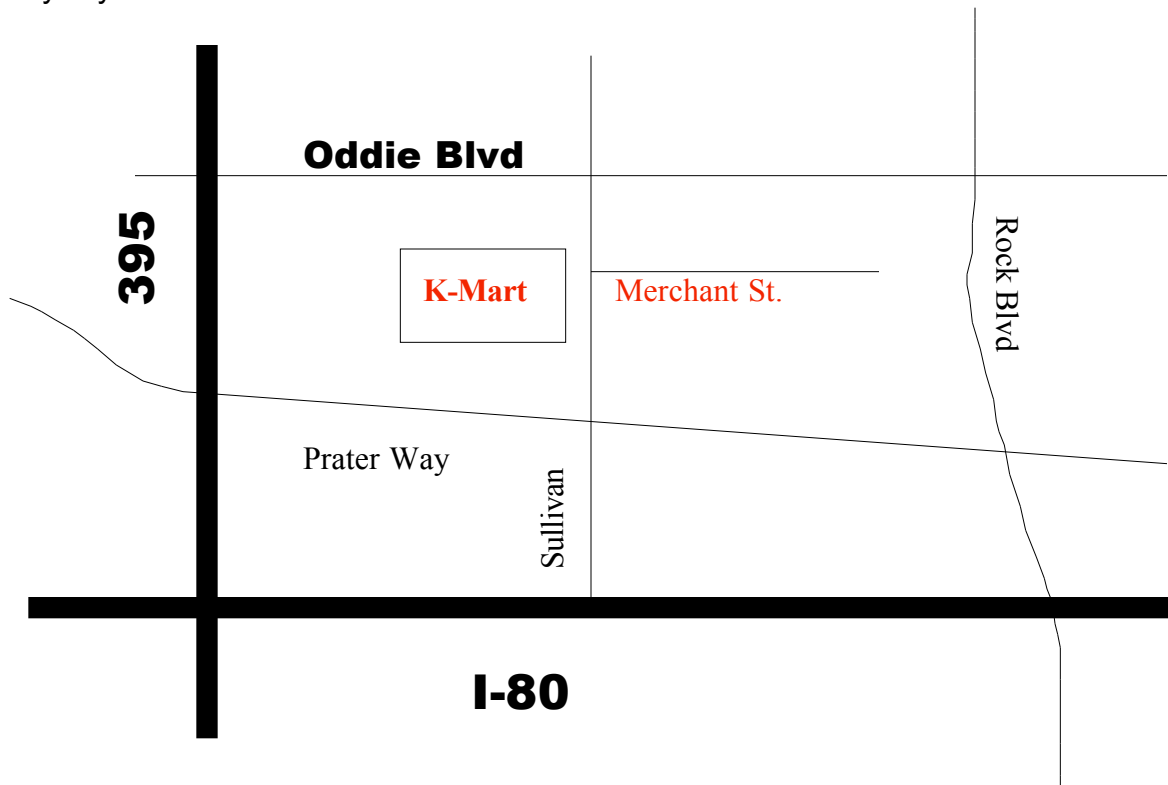 Oddie Blvd
395
Rock Blvd
K-Mart
Merchant St.
Prater Way
Sullivan
I-80